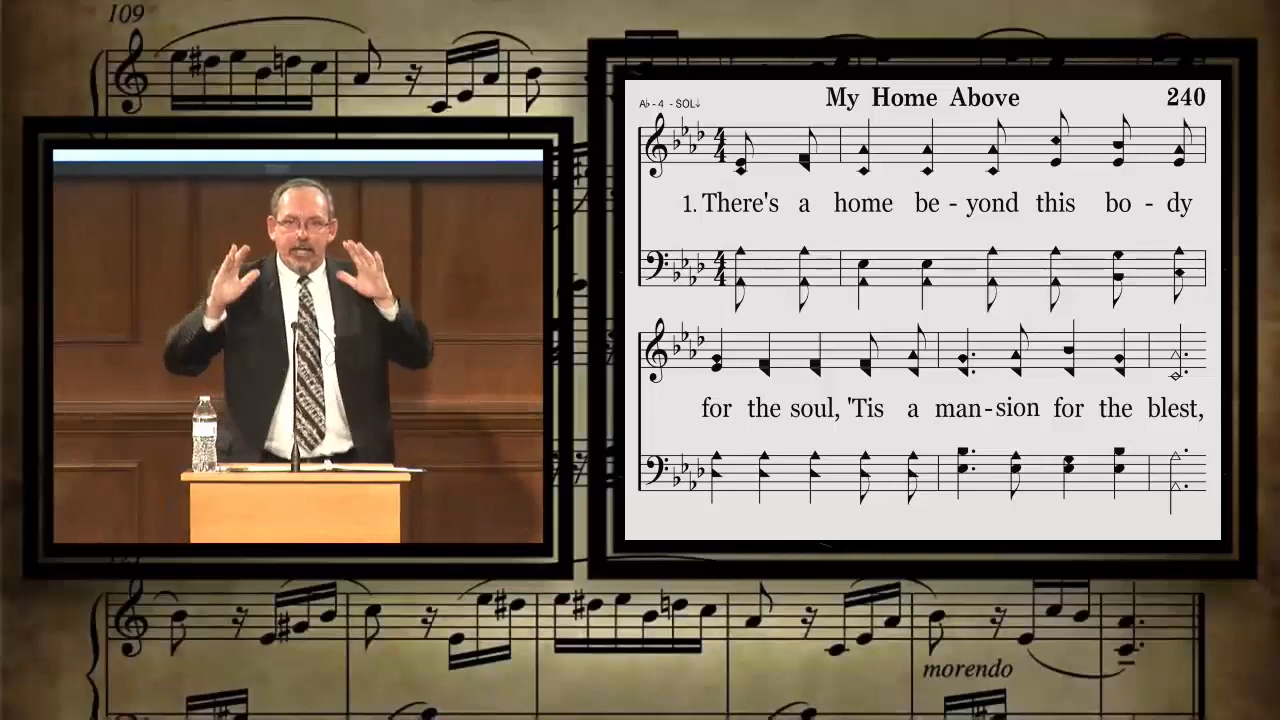 109
A♭ - 4 - SOL↓
My Home Above
240
1. There's a home be - yond this bo - dy
for the soul, 'Tis a man - sion for the blest,
morendo